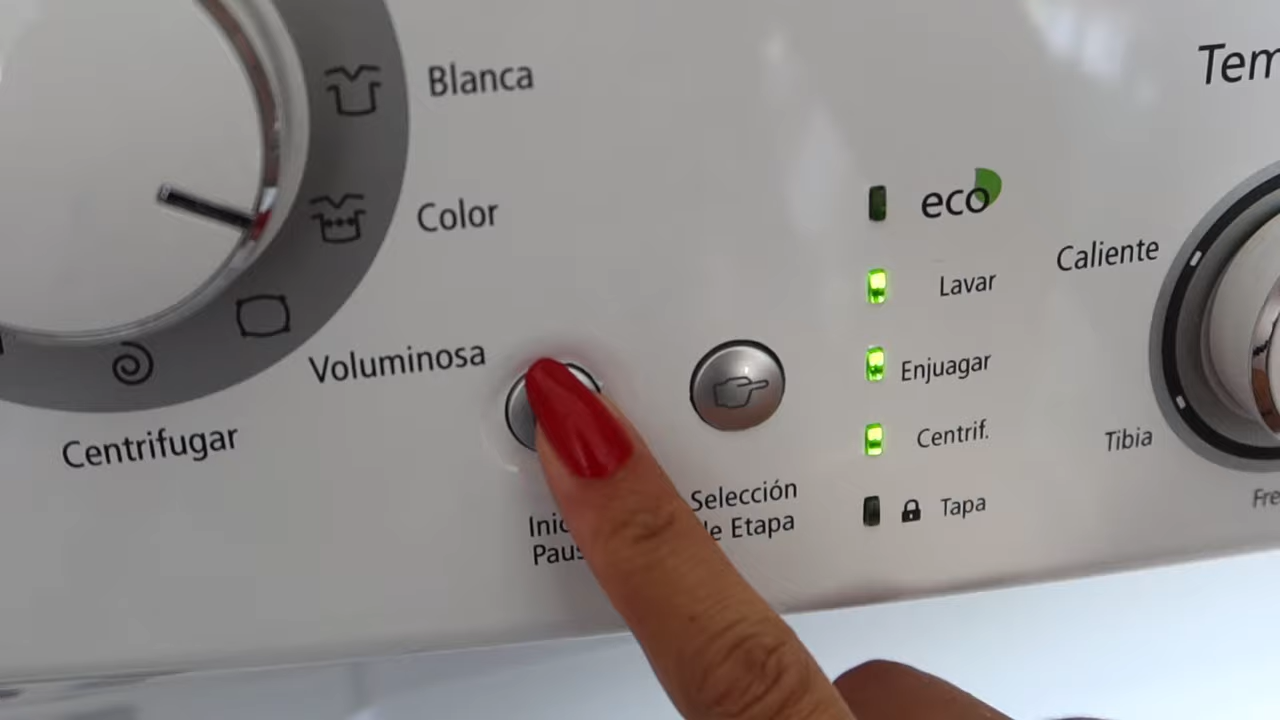 Blanca
Color
Voluminosa
Centrifugar
Selección
eco
Lavar
Enjuagar
Centrif.
Tapa
Caliente
Tibia